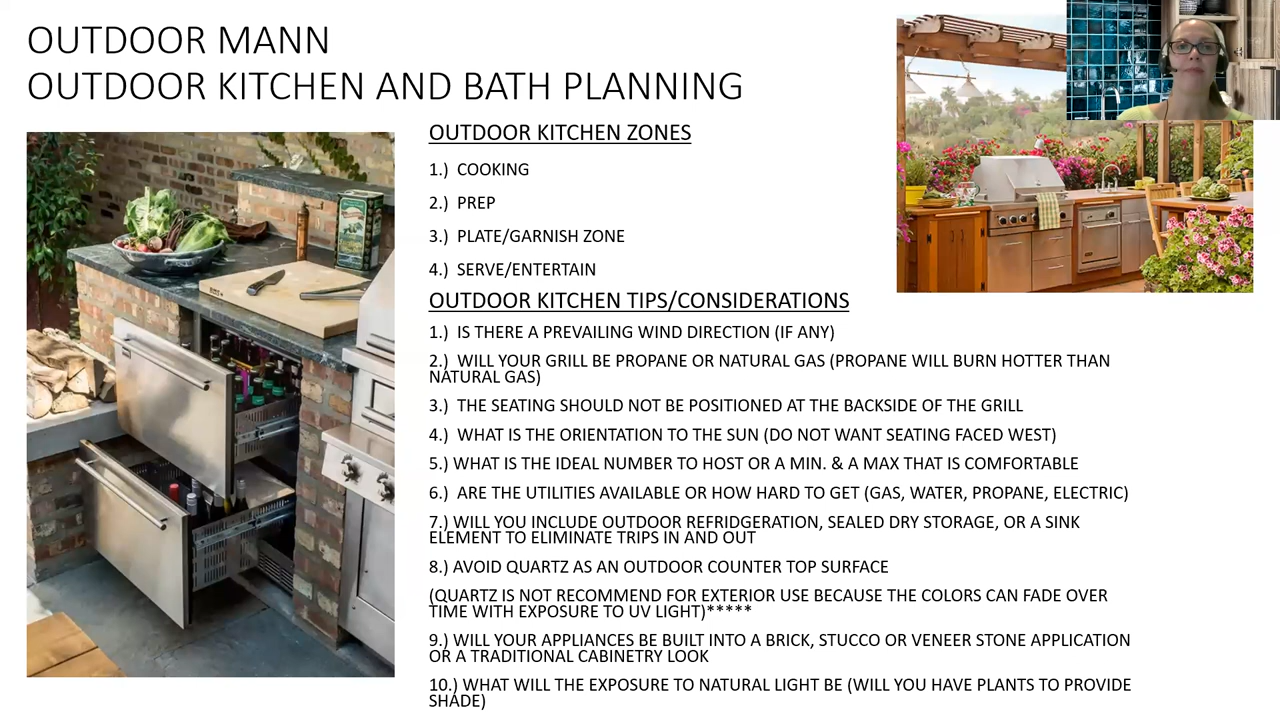 OUTDOOR MANN
OUTDOOR KITCHEN AND BATH PLANNING
OUTDOOR KITCHEN ZONES
1.) COOKING
2.) PREP
3.) PLATE/GARNISH ZONE
4.) SERVE/ENTERTAIN
OUTDOOR KITCHEN TIPS/CONSIDERATIONS
1.) IS THERE A PREVAILING WIND DIRECTION (IF ANY)
2.) WILL YOUR GRILL BE PROPANE OR NATURAL GAS (PROPANE WILL BURN HOTTER THAN
NATURAL GAS)
3.) THE SEATING SHOULD NOT BE POSITIONED AT THE BACKSIDE OF THE GRILL
4.) WHAT IS THE ORIENTATION TO THE SUN (DO NOT WANT SEATING FACED WEST)
5.) WHAT IS THE IDEAL NUMBER TO HOST OR A MIN. & A MAX THAT IS COMFORTABLE
6.) ARE THE UTILITIES AVAILABLE OR HOW HARD TO GET (GAS, WATER, PROPANE, ELECTRIC)
7.) WILL YOU INCLUDE OUTDOOR REFRIDGERATION, SEALED DRY STORAGE, OR A SINK
ELEMENT TO ELIMINATE TRIPS IN AND OUT
8.) AVOID QUARTZ AS AN OUTDOOR COUNTER TOP SURFACE
(QUARTZ IS NOT RECOMMEND FOR EXTERIOR USE BECAUSE THE COLORS CAN FADE OVER
TIME WITH EXPOSURE TO UV LIGHT)*****
9.) WILL YOUR APPLIANCES BE BUILT INTO A BRICK, STUCCO OR VENEER STONE APPLICATION
OR A TRADITIONAL CABINETRY LOOK
10.) WHAT WILL THE EXPOSURE TO NATURAL LIGHT BE (WILL YOU HAVE PLANTS TO PROVIDE
SHADE)